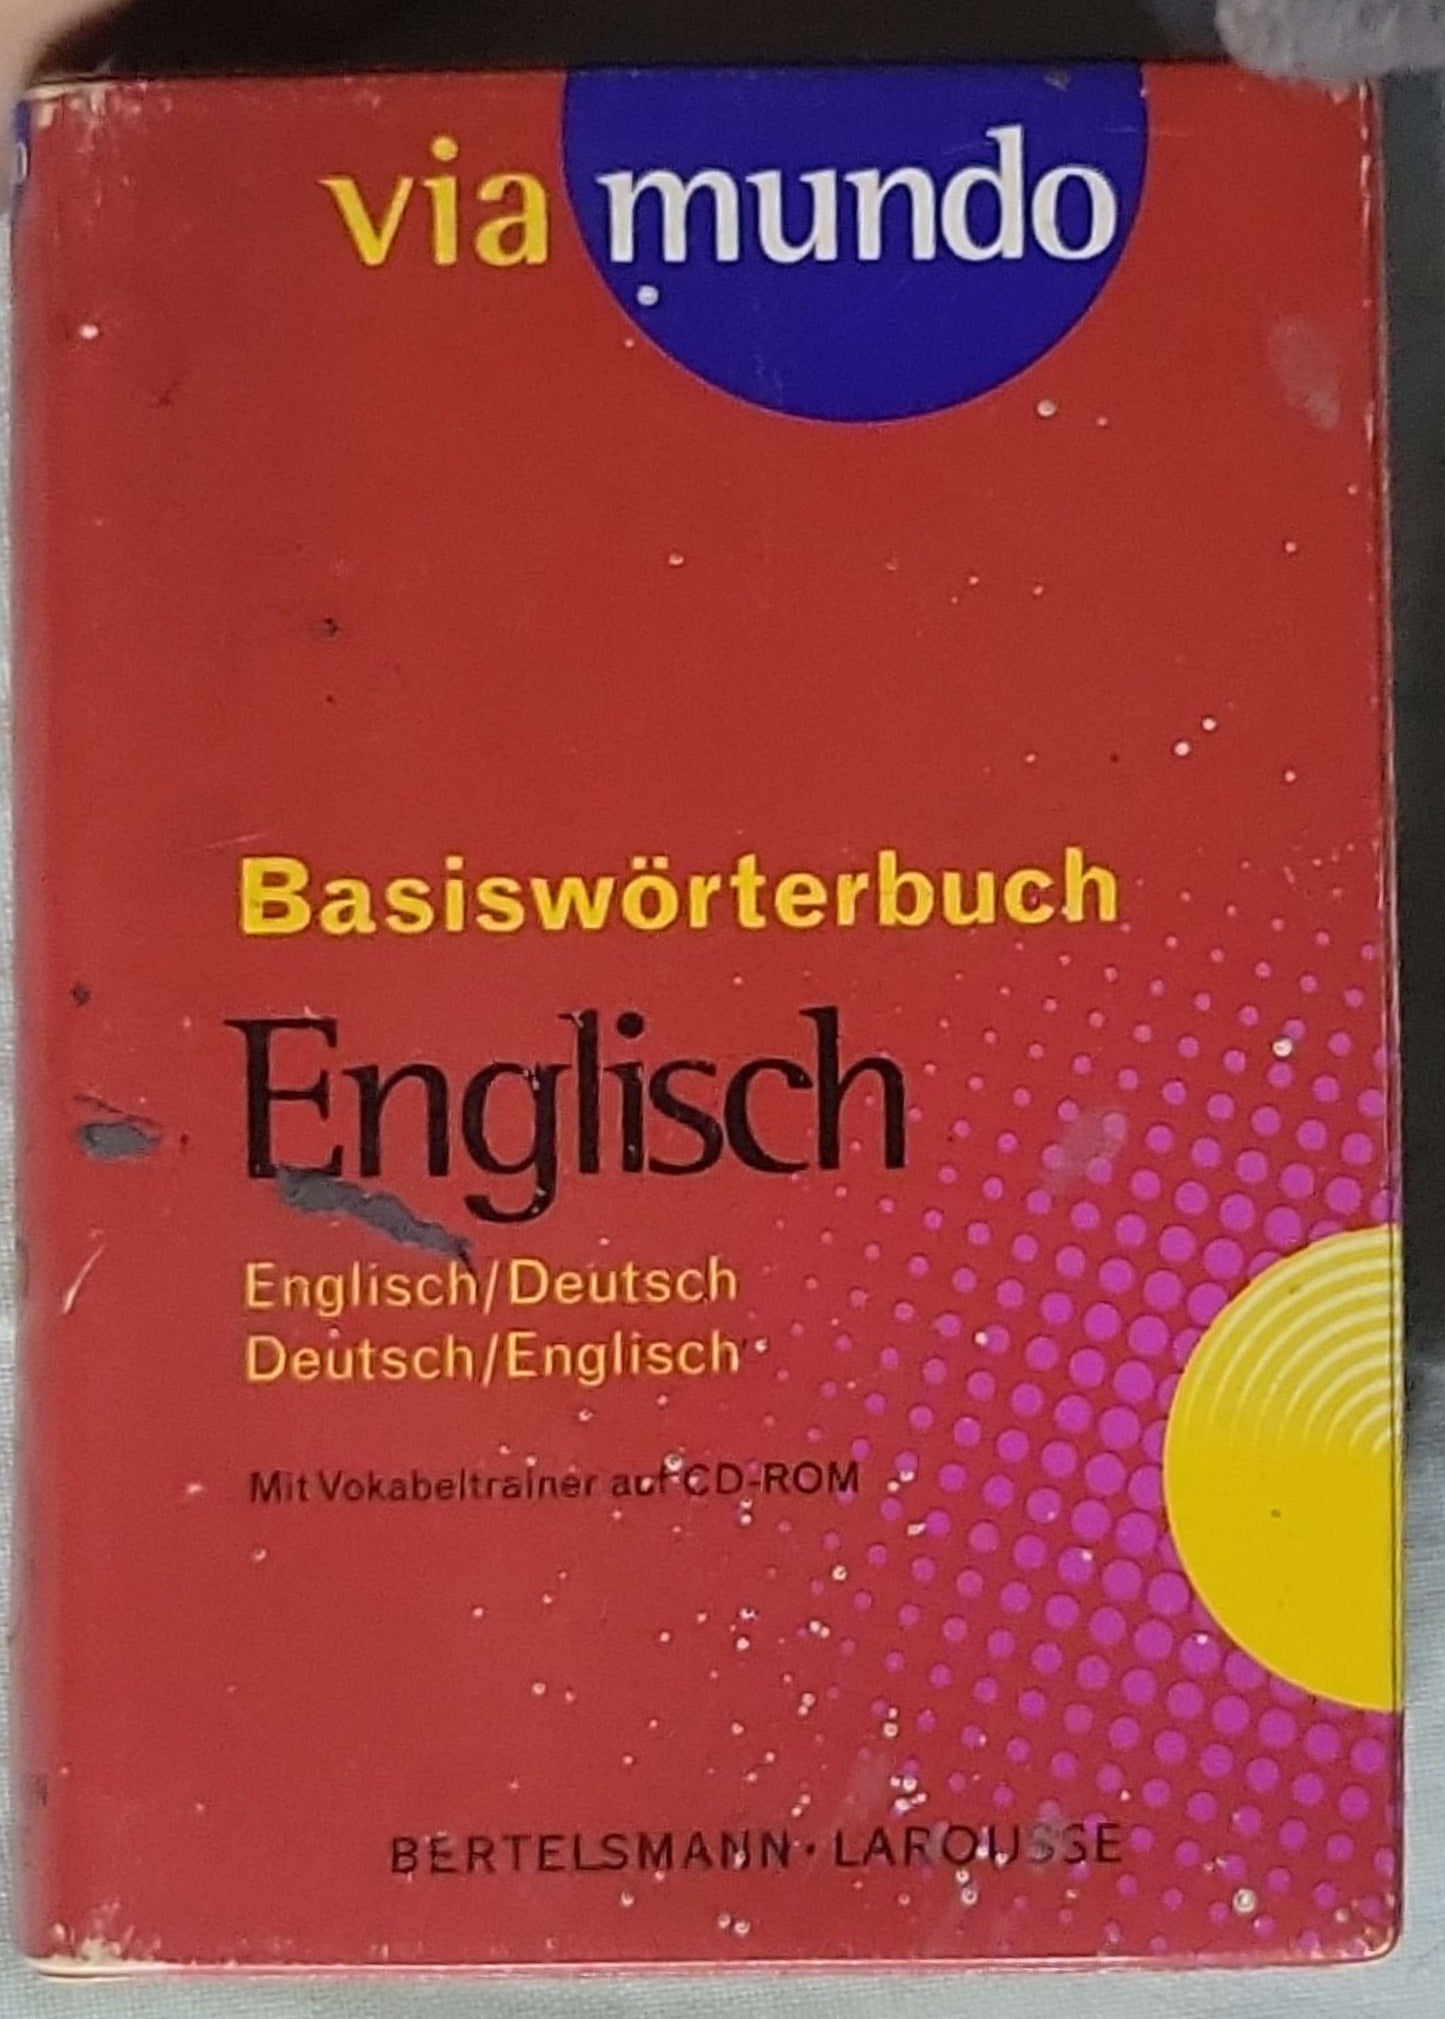 via mundo
Basiswörterbuch
Englisch
Englisch/Deutsch
Deutsch/Englisch
Mit Vokabeltrainer auf CD-ROM
BERTELSMANN · LAROUSSE